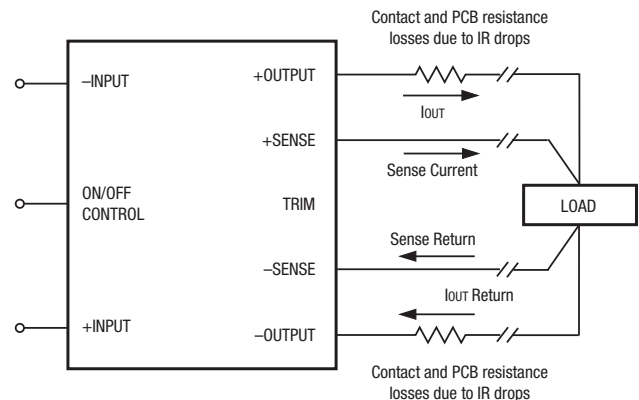 Contact and PCB resistance
losses due to IR drops
–INPUT
+OUTPUT
IOUT
+SENSE
Sense Current
ON/OFF
CONTROL
TRIM
LOAD
Sense Return
–SENSE
IOUT Return
+INPUT
–OUTPUT
Contact and PCB resistance
losses due to IR drops